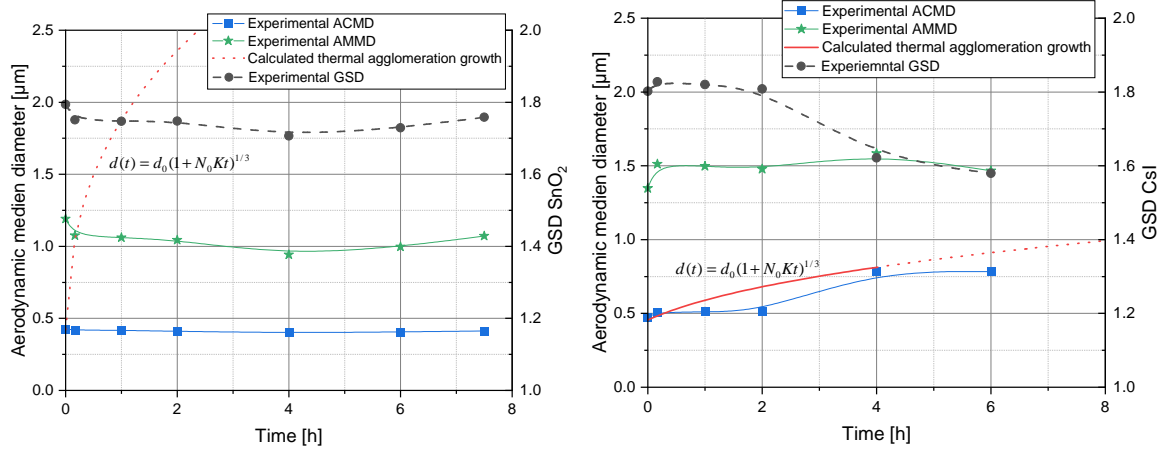 Experimental ACMD
Experimental AMMD
Calculated thermal agglomeration growth
Experimental GSD
2.5
2.0
1.5
1.0
0.5
0.0
Aerodynamic medien diameter [µm]
d(t) = d₀(1+ N₀Kt)^1/3
2.0
1.8
1.6
1.4
1.2
1.0
GSD SnO₂
0 2 4 6 8
Time [h]
Experimental ACMD
Experimental AMMD
Calculated thermal agglomeration growth
Experiemntal GSD
2.5
2.0
1.5
1.0
0.5
0.0
Aerodynamic medien diameter [µm]
d(t) = d₀(1+ N₀Kt)^1/3
2.0
1.8
1.6
1.4
1.2
1.0
GSD CsI
0 2 4 6 8
Time [h]